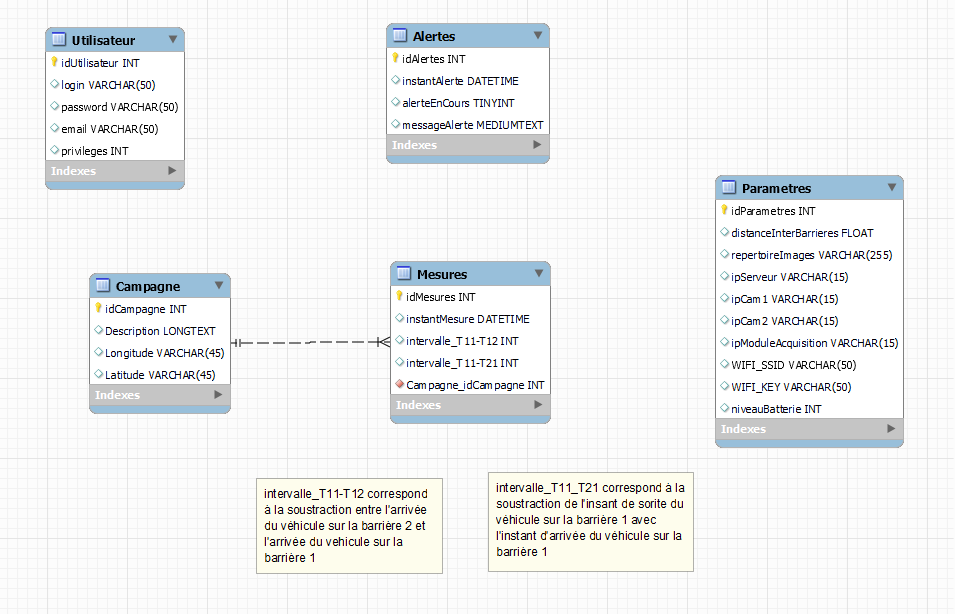 Utilisateur
idUtilisateur INT
login VARCHAR(50)
password VARCHAR(50)
email VARCHAR(50)
privileges INT
Indexes
Alertes
idAlertes INT
instantAlerte DATETIME
alerteEnCours TINYINT
messageAlerte MEDIUMTEXT
Indexes
Parametres
idParametres INT
distanceInterBarrieres FLOAT
repertoireImages VARCHAR(255)
ipServeur VARCHAR(15)
ipCam1 VARCHAR(15)
ipCam2 VARCHAR(15)
ipModuleAcquisition VARCHAR(15)
WIFI_SSID VARCHAR(50)
WIFI_KEY VARCHAR(50)
niveauBatterie INT
Indexes
Campagne
idCampagne INT
Description LONGTEXT
Longitude VARCHAR(45)
Latitude VARCHAR(45)
Indexes
Mesures
idMesures INT
instantMesure DATETIME
intervalle_T11-T12 INT
intervalle_T11-T21 INT
Campagne_idCampagne INT
Indexes
intervalle_T11-T12 correspond
à la soustraction entre l'arrivée
du véhicule sur la barrière 2 et
l'arrivée du vehicule sur la
barrière 1
intervalle_T11_T21 correspond à la
soustraction de l'insant de sorite du
véhicule sur la barrière 1 avec
l'instant d'arrivée du véhicule sur la
barrière 1